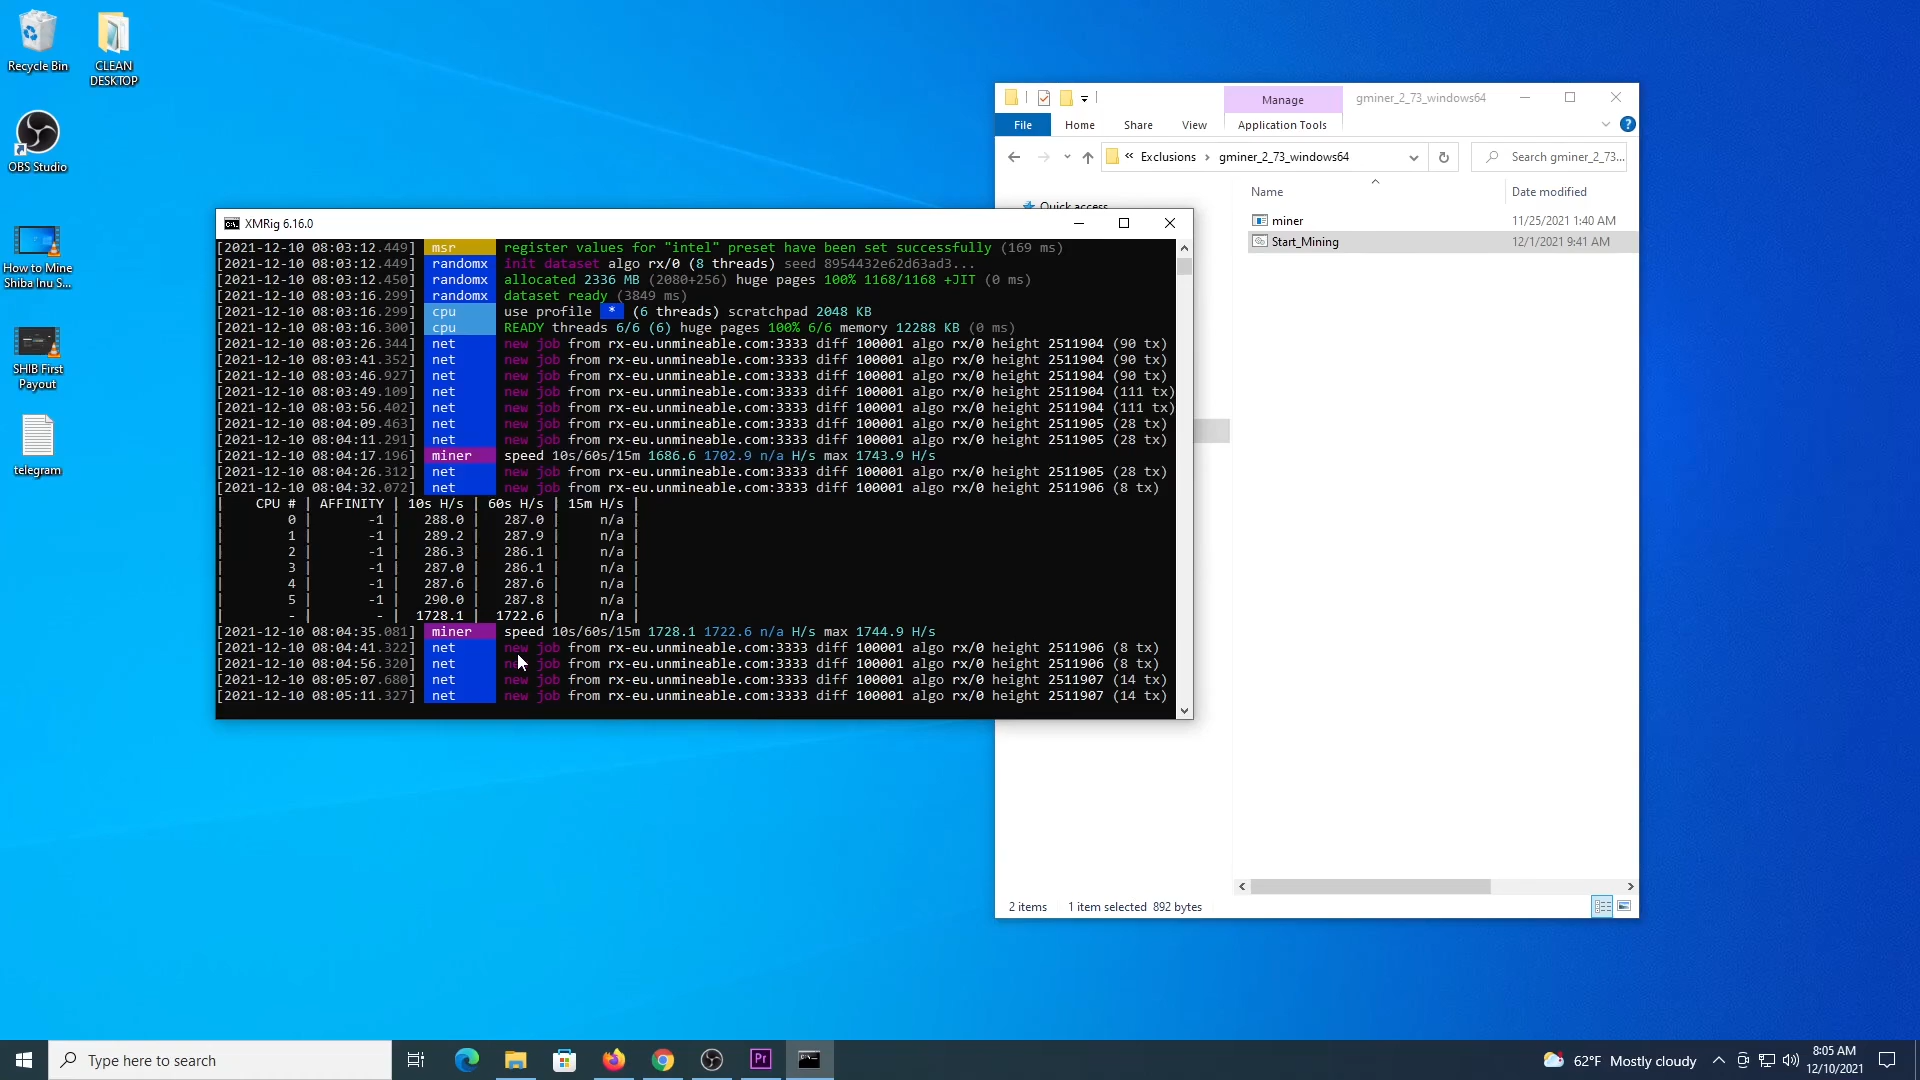 Recycle Bin
CLEAN
DESKTOP
OBS Studio
How to Mine
Shiba Inu S...
SHIB First
Payout
telegram
Manage
gminer_2_73_windows64
File
Home
Share
View
Application Tools
Exclusions
gminer_2_73_windows64
Search gminer_2_73...
Name
Date modified
miner
11/25/2021 1:40 AM
Start_Mining
12/1/2021 9:41 AM
2 items
1 item selected 892 bytes
XMRig 6.16.0
[2021-12-10 08:03:12.449] msr register values for "intel" preset have been set successfully (169 ms)
[2021-12-10 08:03:12.449] randomx init dataset algo rx/0 (8 threads) seed 8954432e62d63ad3...
[2021-12-10 08:03:12.450] randomx allocated 2336 MB (2080+256) huge pages 100% 1168/1168 +JIT (0 ms)
[2021-12-10 08:03:16.299] randomx dataset ready (3849 ms)
[2021-12-10 08:03:16.299] cpu use profile * (6 threads) scratchpad 2048 KB
[2021-12-10 08:03:16.300] cpu READY threads 6/6 (6) huge pages 100% 6/6 memory 12288 KB (0 ms)
[2021-12-10 08:03:26.344] net new job from rx-eu.unmineable.com:3333 diff 100001 algo rx/0 height 2511904 (90 tx)
[2021-12-10 08:03:41.352] net new job from rx-eu.unmineable.com:3333 diff 100001 algo rx/0 height 2511904 (90 tx)
[2021-12-10 08:03:46.927] net new job from rx-eu.unmineable.com:3333 diff 100001 algo rx/0 height 2511904 (90 tx)
[2021-12-10 08:03:49.109] net new job from rx-eu.unmineable.com:3333 diff 100001 algo rx/0 height 2511904 (111 tx)
[2021-12-10 08:03:56.402] net new job from rx-eu.unmineable.com:3333 diff 100001 algo rx/0 height 2511904 (111 tx)
[2021-12-10 08:04:09.463] net new job from rx-eu.unmineable.com:3333 diff 100001 algo rx/0 height 2511905 (28 tx)
[2021-12-10 08:04:11.291] net new job from rx-eu.unmineable.com:3333 diff 100001 algo rx/0 height 2511905 (28 tx)
[2021-12-10 08:04:17.196] miner speed 10s/60s/15m 1686.6 1702.9 n/a H/s max 1743.9 H/s
[2021-12-10 08:04:26.312] net new job from rx-eu.unmineable.com:3333 diff 100001 algo rx/0 height 2511905 (28 tx)
[2021-12-10 08:04:32.072] net new job from rx-eu.unmineable.com:3333 diff 100001 algo rx/0 height 2511906 (8 tx)
| CPU # | AFFINITY | 10s H/s | 60s H/s | 15m H/s |
| 0 | -1 | 288.0 | 287.0 | n/a |
| 1 | -1 | 289.2 | 287.9 | n/a |
| 2 | -1 | 286.3 | 286.1 | n/a |
| 3 | -1 | 287.0 | 286.1 | n/a |
| 4 | -1 | 287.6 | 287.6 | n/a |
| 5 | -1 | 290.0 | 287.8 | n/a |
| - | - | 1728.1 | 1722.6 | n/a |
[2021-12-10 08:04:35.081] miner speed 10s/60s/15m 1728.1 1722.6 n/a H/s max 1744.9 H/s
[2021-12-10 08:04:41.322] net new job from rx-eu.unmineable.com:3333 diff 100001 algo rx/0 height 2511906 (8 tx)
[2021-12-10 08:04:56.320] net new job from rx-eu.unmineable.com:3333 diff 100001 algo rx/0 height 2511906 (8 tx)
[2021-12-10 08:05:07.680] net new job from rx-eu.unmineable.com:3333 diff 100001 algo rx/0 height 2511907 (14 tx)
[2021-12-10 08:05:11.327] net new job from rx-eu.unmineable.com:3333 diff 100001 algo rx/0 height 2511907 (14 tx)
Quick access
Type here to search
Pr
62°F Mostly cloudy
8:05 AM
12/10/2021